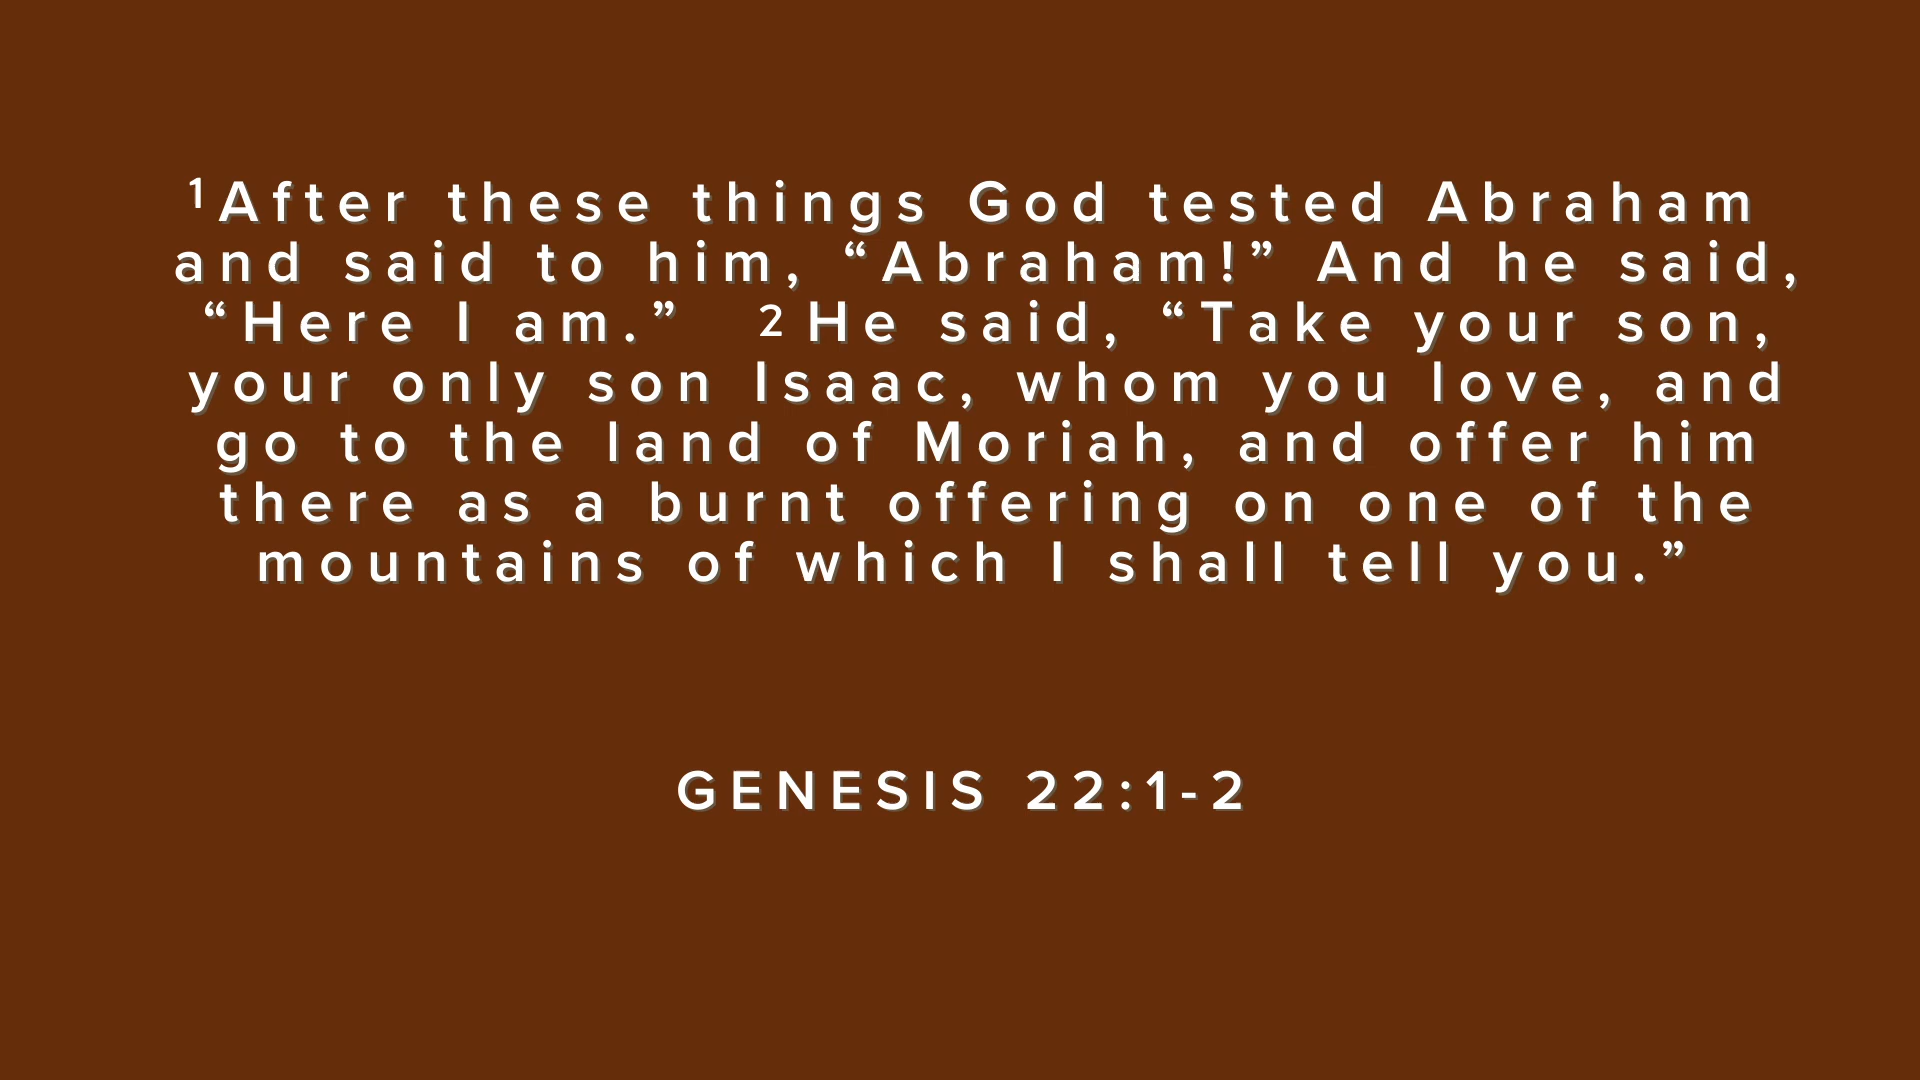 ¹After these things God tested Abraham
and said to him, “Abraham!” And he said,
“Here I am.” 2 He said, “Take your son,
your only son Isaac, whom you love, and
go to the land of Moriah, and offer him
there as a burnt offering on one of the
mountains of which I shall tell you.”
GENESIS 22:1-2